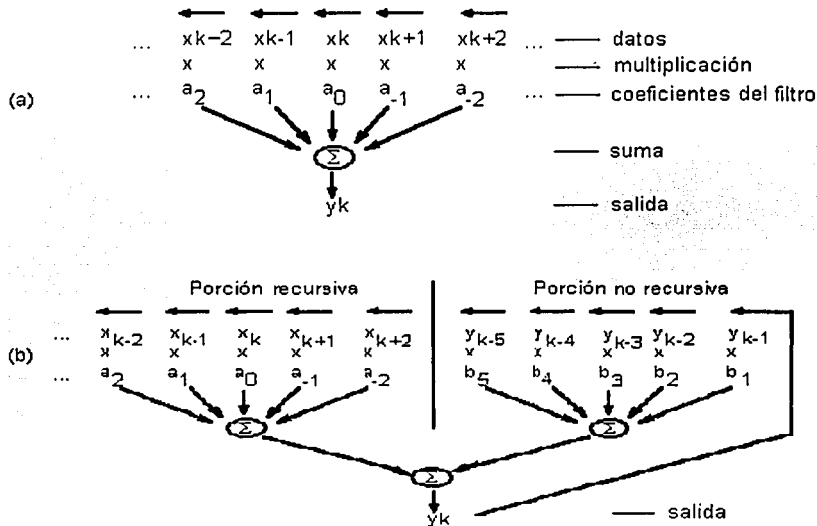 ... xk-2 xk-1 xk xk+1 xk+2 ... datos
x x x x x multiplicación
(a) ... a2 a1 a0 a-1 a-2 ... coeficientes del filtro
Σ suma
yk salida
Porción recursiva Porción no recursiva
(b) ... xk-2 xk-1 xk xk+1 xk+2 yk-5 yk-4 yk-3 yk-2 yk-1
x x x x x x x x x x
... a2 a1 a0 a-1 a-2 b5 b4 b3 b2 b1
Σ Σ
Σ
yk salida